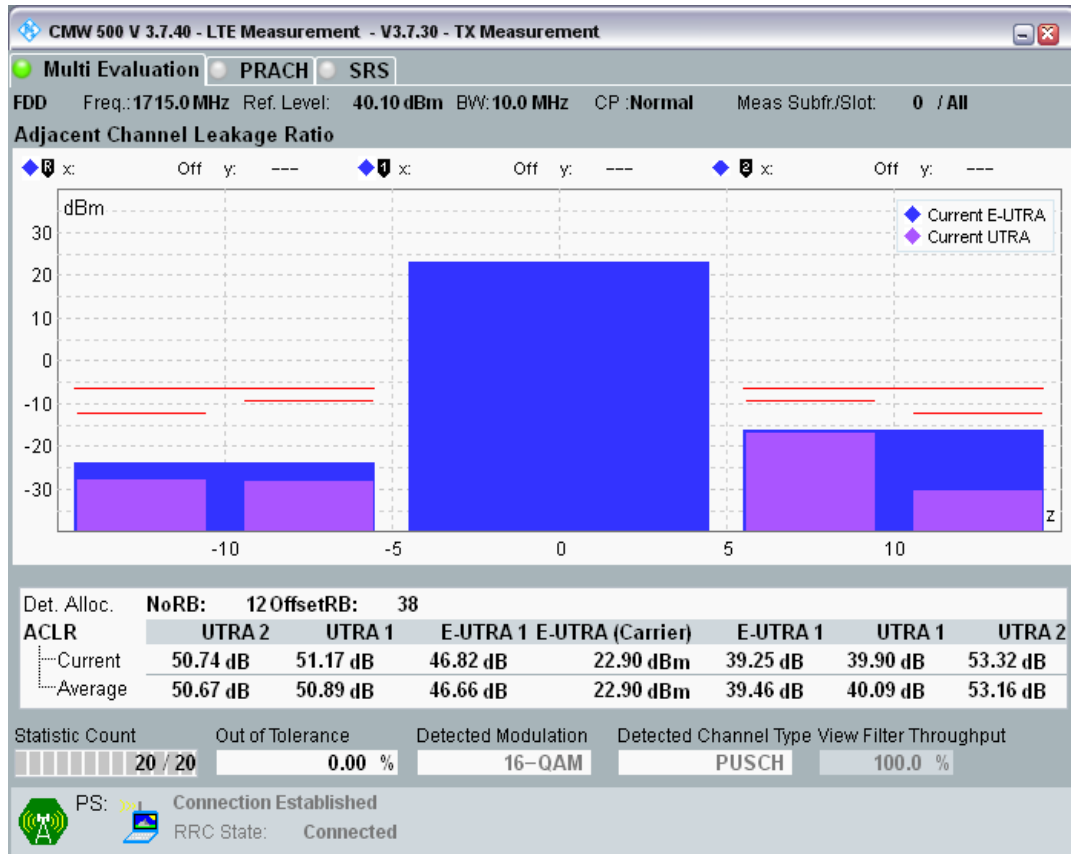 CMW 500 V 3.7.40 - LTE Measurement - V3.7.30 - TX Measurement
Multi Evaluation PRACH SRS
FDD Freq.:1715.0 MHz Ref. Level: 40.10 dBm BW:10.0 MHz CP :Normal Meas Subfr./Slot: 0 / All
Adjacent Channel Leakage Ratio
R x: Off y: --- 1 x: Off y: --- 2 x: Off y: ---
dBm
Current E-UTRA
Current UTRA
30
20
10
0
-10
-20
-30
z
-10 -5 0 5 10
Det. Alloc. NoRB: 12 OffsetRB: 38
ACLR UTRA 2 UTRA 1 E-UTRA 1 E-UTRA (Carrier) E-UTRA 1 UTRA 1 UTRA 2
Current 50.74 dB 51.17 dB 46.82 dB 22.90 dBm 39.25 dB 39.90 dB 53.32 dB
Average 50.67 dB 50.89 dB 46.66 dB 22.90 dBm 39.46 dB 40.09 dB 53.16 dB
Statistic Count Out of Tolerance Detected Modulation Detected Channel Type View Filter Throughput
20 / 20 0.00 % 16-QAM PUSCH 100.0 %
PS: Connection Established
RRC State: Connected